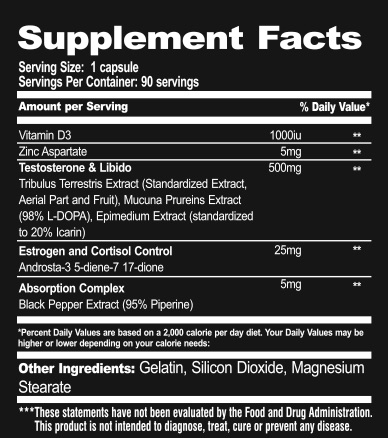 Supplement Facts
Serving Size: 1 capsule
Servings Per Container: 90 servings
Amount per Serving % Daily Value*
Vitamin D3 1000iu **
Zinc Aspartate 5mg **
Testosterone & Libido 500mg **
Tribulus Terrestris Extract (Standardized Extract,
Aerial Part and Fruit), Mucuna Prureins Extract
(98% L-DOPA), Epimedium Extract (standardized
to 20% Icarin)
Estrogen and Cortisol Control 25mg **
Androsta-3 5-diene-7 17-dione
Absorption Complex 5mg **
Black Pepper Extract (95% Piperine)
*Percent Daily Values are based on a 2,000 calorie per day diet. Your Daily Values may be
higher or lower depending on your calorie needs:
Other Ingredients: Gelatin, Silicon Dioxide, Magnesium
Stearate
***These statements have not been evaluated by the Food and Drug Administration.
This product is not intended to diagnose, treat, cure or prevent any disease.